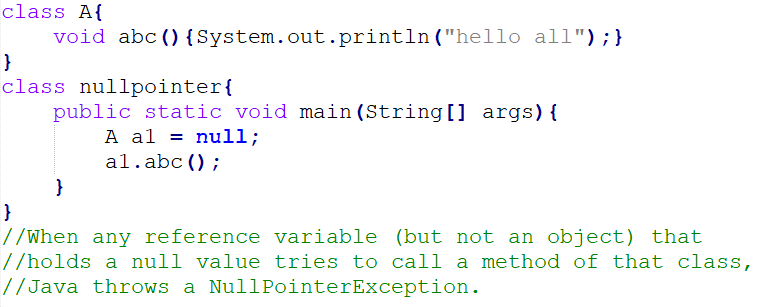 class A{
    void abc(){System.out.println("hello all");}
}
class nullpointer{
    public static void main(String[] args){
        A a1 = null;
        a1.abc();
    }
}
//When any reference variable (but not an object) that
//holds a null value tries to call a method of that class,
//Java throws a NullPointerException.